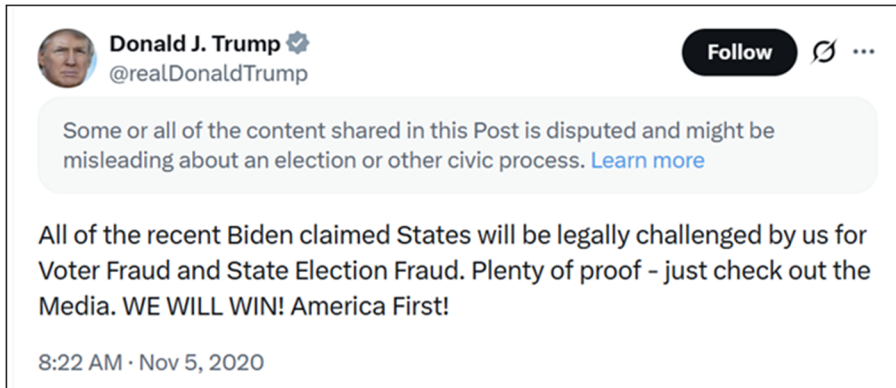 Donald J. Trump
@realDonaldTrump
Follow
Some or all of the content shared in this Post is disputed and might be
misleading about an election or other civic process. Learn more
All of the recent Biden claimed States will be legally challenged by us for
Voter Fraud and State Election Fraud. Plenty of proof - just check out the
Media. WE WILL WIN! America First!
8:22 AM · Nov 5, 2020